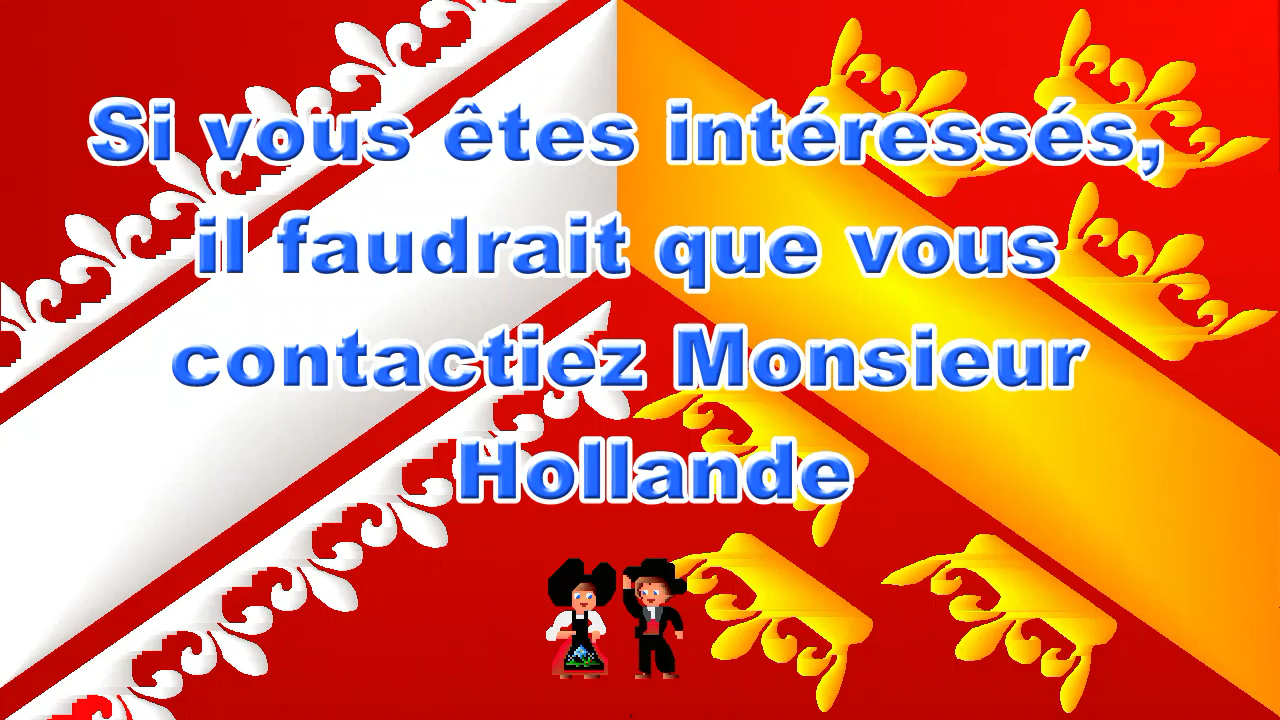 Si vous êtes intéressés,
il faudrait que vous
contactiez Monsieur
Hollande